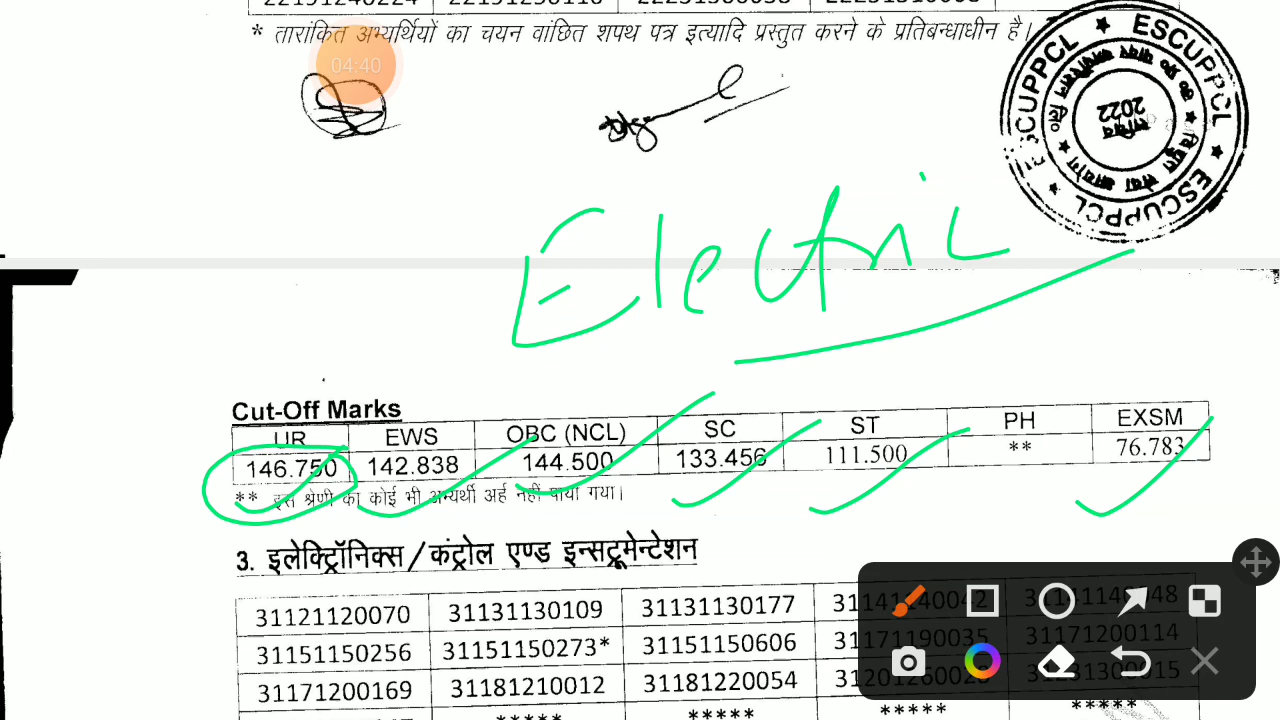 * तारांकित अभ्यर्थियों का चयन वांछित शपथ पत्र इत्यादि प्रस्तुत करने के प्रतिबन्धाधीन है।
04:40
ESCUPPCL ★ ESCUPPCL ★ ESCUPPCL ★
2022
Electric
Cut-Off Marks
UR EWS OBC (NCL) SC ST PH EXSM
146.750 142.838 144.500 133.456 111.500 ** 76.783
** इस श्रेणी का कोई भी अभ्यर्थी अर्ह नहीं पाया गया।
3. इलेक्ट्रॉनिक्स/कंट्रोल एण्ड इन्सट्रूमेन्टेशन
31121120070 31131130109 31131130177
31151150256 31151150273* 31151150606 31171190035 31171200114
31171200169 31181210012 31181220054
***** ***** ***** *****